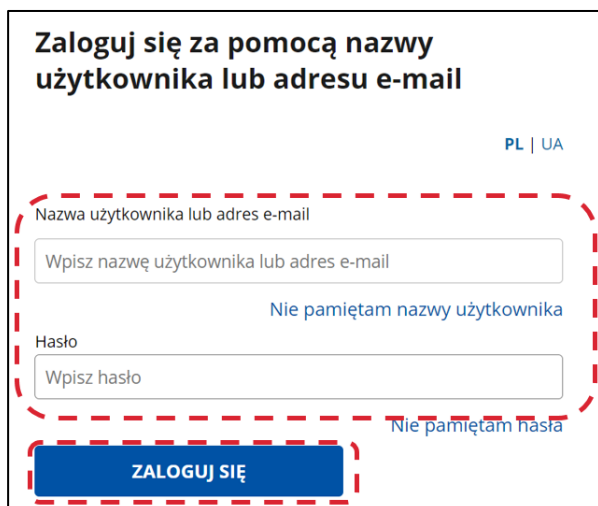 Zaloguj się za pomocą nazwy
użytkownika lub adresu e-mail
PL | UA
Nazwa użytkownika lub adres e-mail
Wpisz nazwę użytkownika lub adres e-mail
Nie pamiętam nazwy użytkownika
Hasło
Wpisz hasło
Nie pamiętam hasła
ZALOGUJ SIĘ